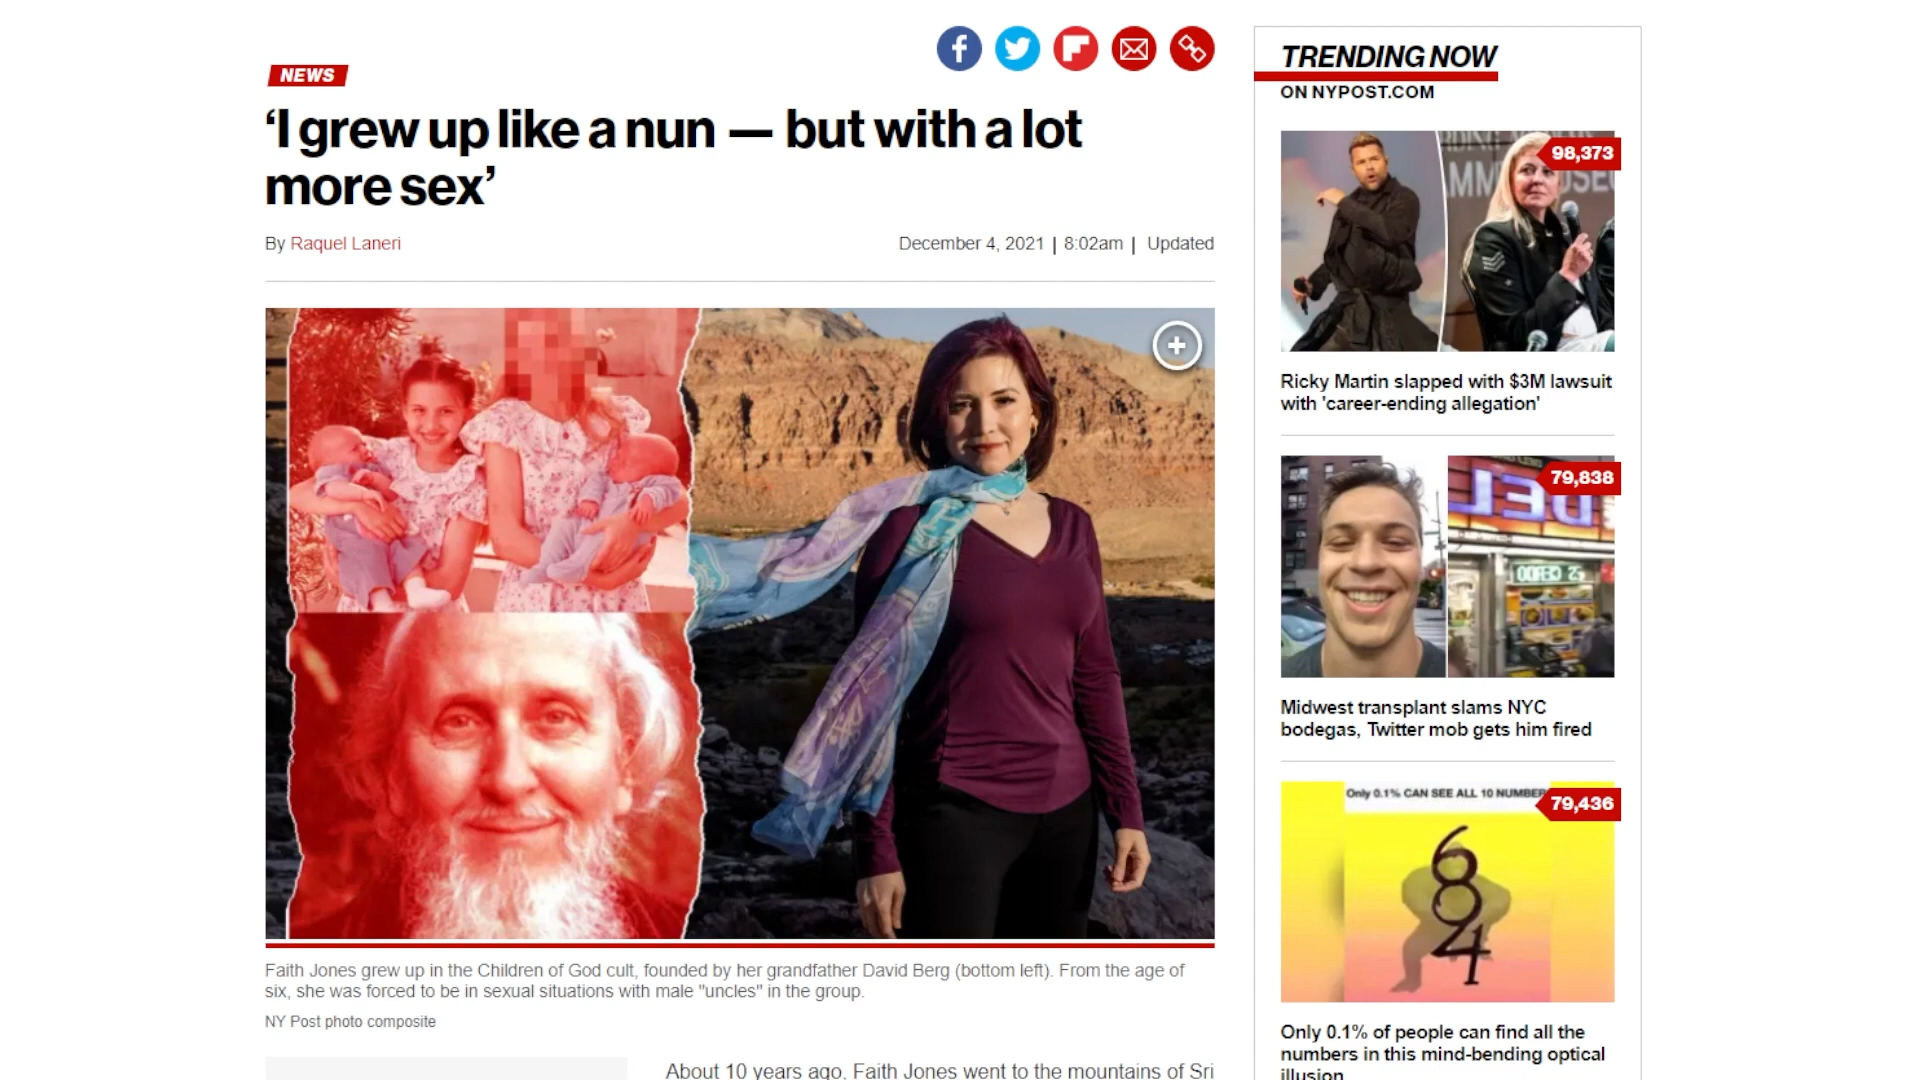 NEWS
‘I grew up like a nun — but with a lot
more sex’
By Raquel Laneri
December 4, 2021 | 8:02am | Updated
Faith Jones grew up in the Children of God cult, founded by her grandfather David Berg (bottom left). From the age of
six, she was forced to be in sexual situations with male "uncles" in the group.
NY Post photo composite
About 10 years ago, Faith Jones went to the mountains of Sri
TRENDING NOW
ON NYPOST.COM
98,373
Ricky Martin slapped with $3M lawsuit
with 'career-ending allegation'
79,838
Midwest transplant slams NYC
bodegas, Twitter mob gets him fired
Only 0.1% CAN SEE ALL 10 NUMBER
79,436
6
8
4
Only 0.1% of people can find all the
numbers in this mind-bending optical
illusion